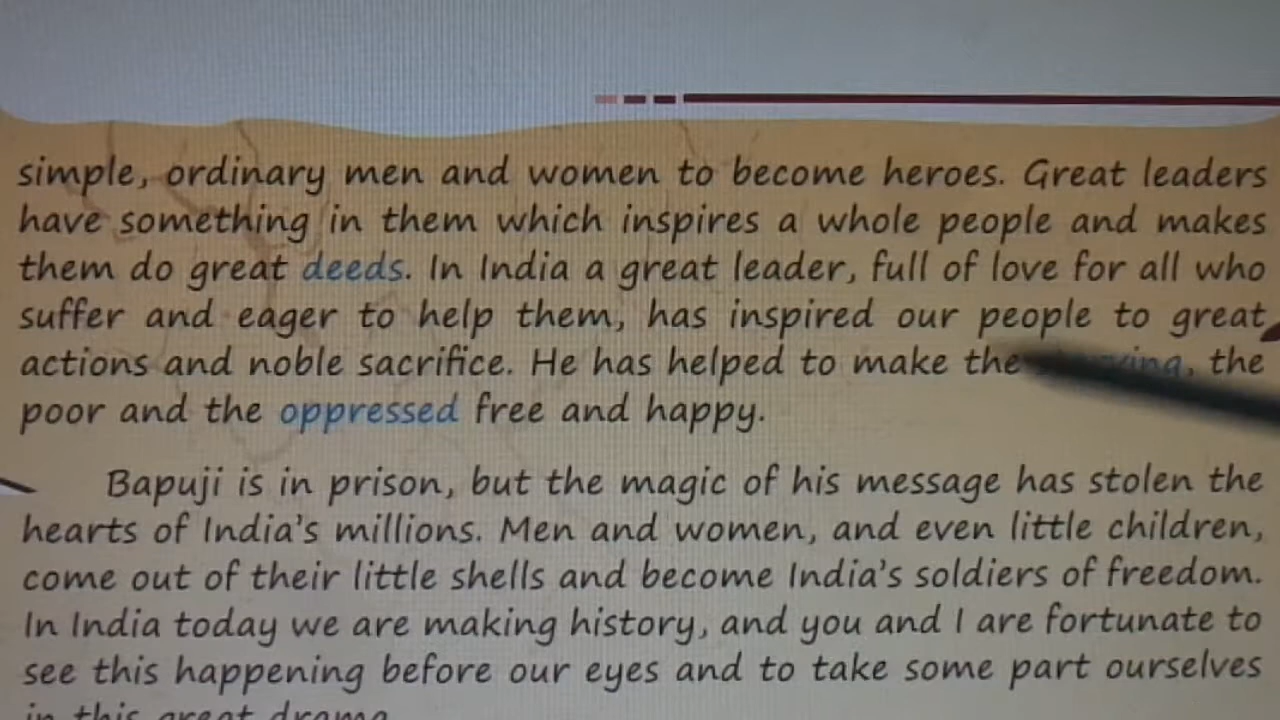 simple, ordinary men and women to become heroes. Great leaders
have something in them which inspires a whole people and makes
them do great deeds. In India a great leader, full of love for all who
suffer and eager to help them, has inspired our people to great
actions and noble sacrifice. He has helped to make the the
poor and the oppressed free and happy.
Bapuji is in prison, but the magic of his message has stolen the
hearts of India's millions. Men and women, and even little children,
come out of their little shells and become India's soldiers of freedom.
In India today we are making history, and you and I are fortunate to
see this happening before our eyes and to take some part ourselves
in this great drama